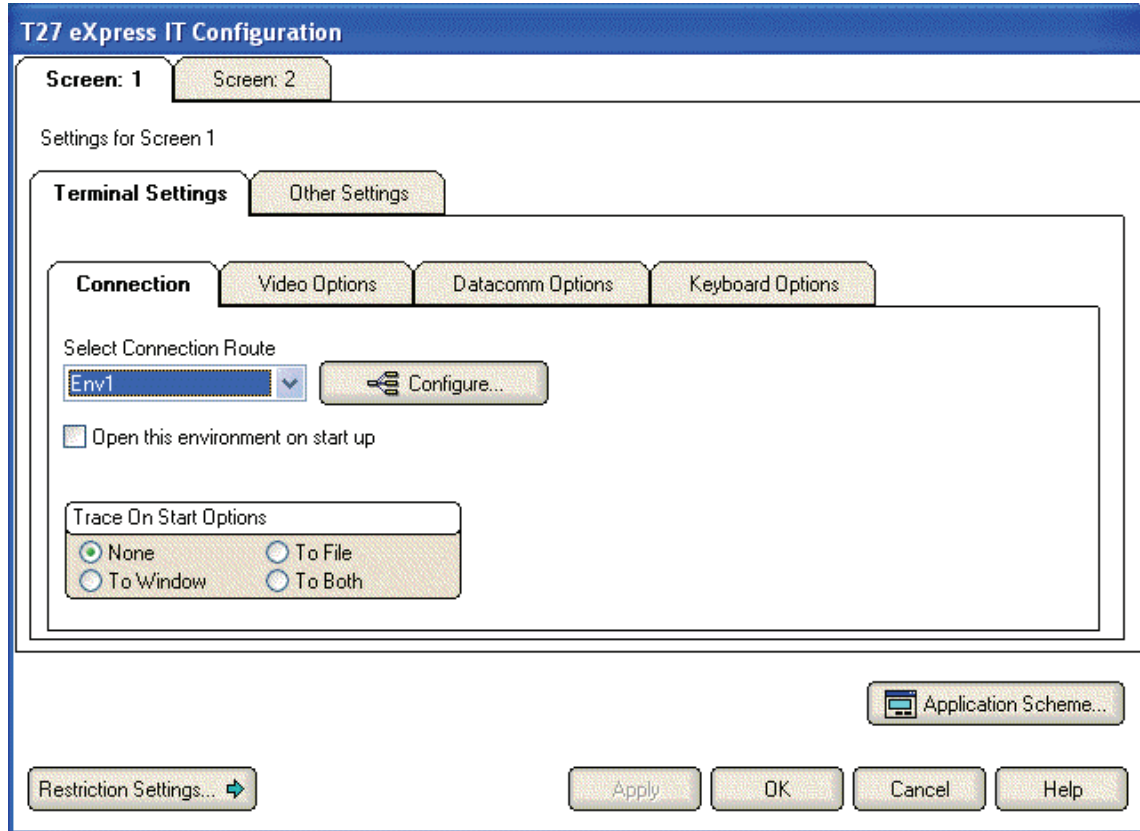 T27 eXpress IT Configuration
Screen: 1 Screen: 2
Settings for Screen 1
Terminal Settings Other Settings
Connection Video Options Datacomm Options Keyboard Options
Select Connection Route
Env1 Configure...
Open this environment on start up
Trace On Start Options
None To File
To Window To Both
Application Scheme...
Restriction Settings... Apply OK Cancel Help